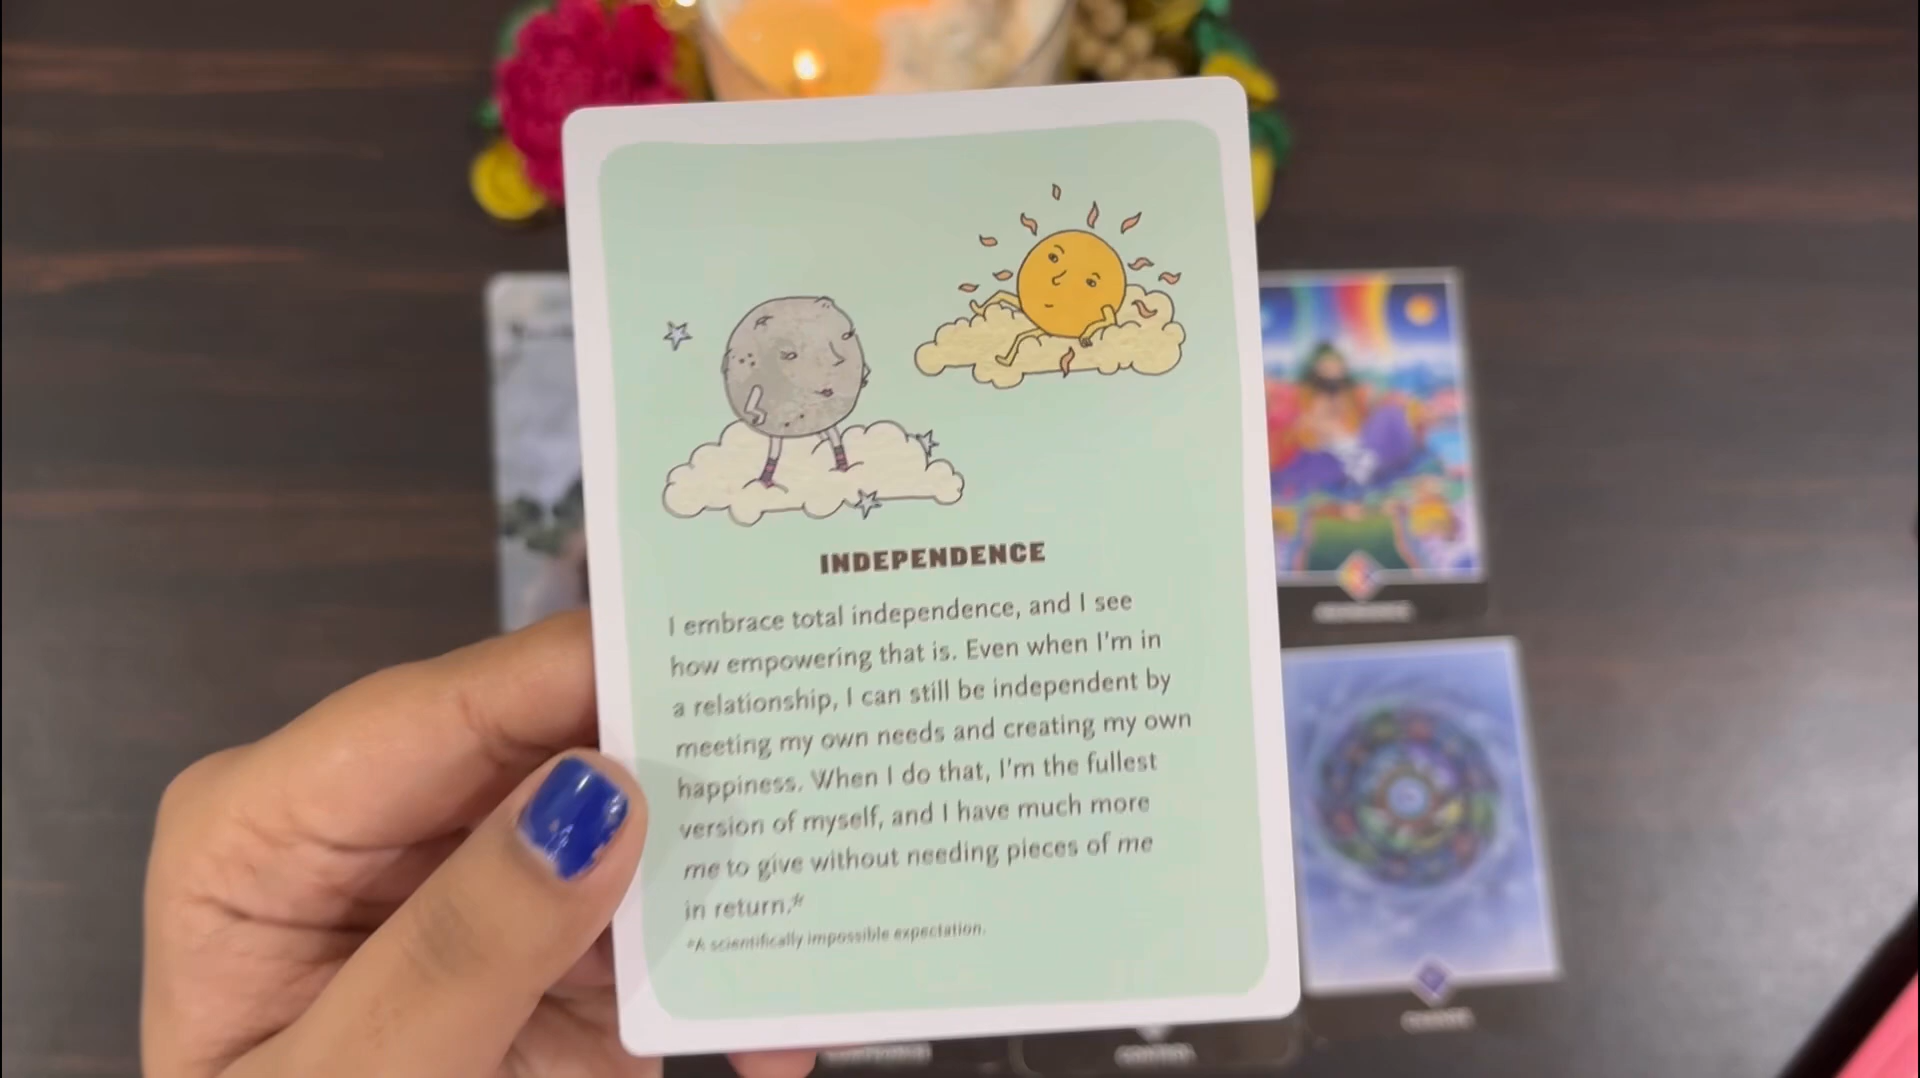 INDEPENDENCE
I embrace total independence, and I see
how empowering that is. Even when I'm in
a relationship, I can still be independent by
meeting my own needs and creating my own
happiness. When I do that, I'm the fullest
version of myself, and I have much more
me to give without needing pieces of me
in return.*
*A scientifically impossible expectation.
CONTROL